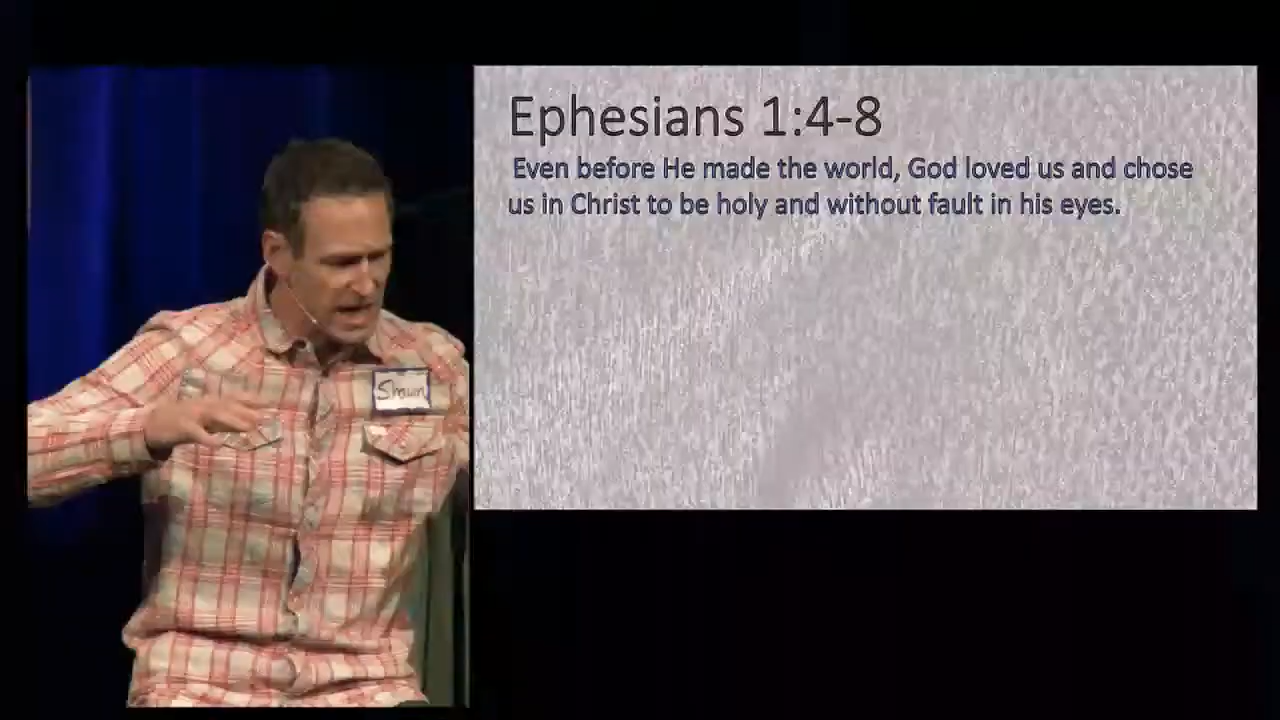 Ephesians 1:4-8
Even before He made the world, God loved us and chose
us in Christ to be holy and without fault in his eyes.